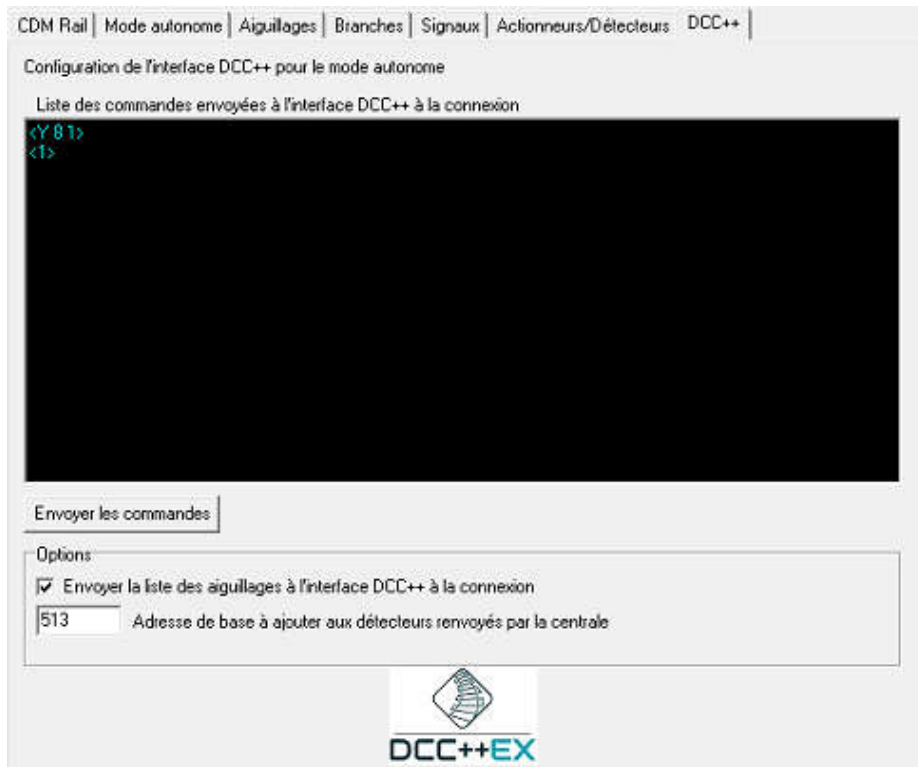 CDM Rail Mode autonome Aiguillages Branches Signaux Actionneurs/Détecteurs DCC++
Configuration de l'interface DCC++ pour le mode autonome
Liste des commandes envoyées à l'interface DCC++ à la connexion
<Y 8 1>
<1>
Envoyer les commandes
Options
Envoyer la liste des aiguillages à l'interface DCC++ à la connexion
513 Adresse de base à ajouter aux détecteurs renvoyés par la centrale
DCC++EX